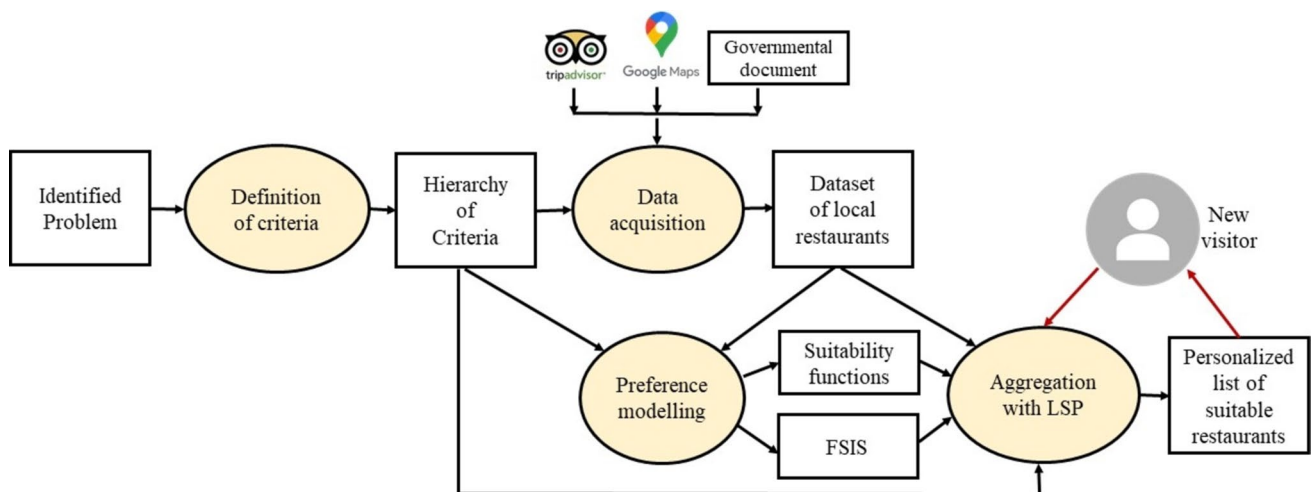 tripadvisor
Google Maps
Governmental
document
Identified
Problem
Definition
of criteria
Hierarchy
of
Criteria
Data
acquisition
Dataset
of local
restaurants
New
visitor
Preference
modelling
Suitability
functions
FSIS
Aggregation
with LSP
Personalized
list of
suitable
restaurants